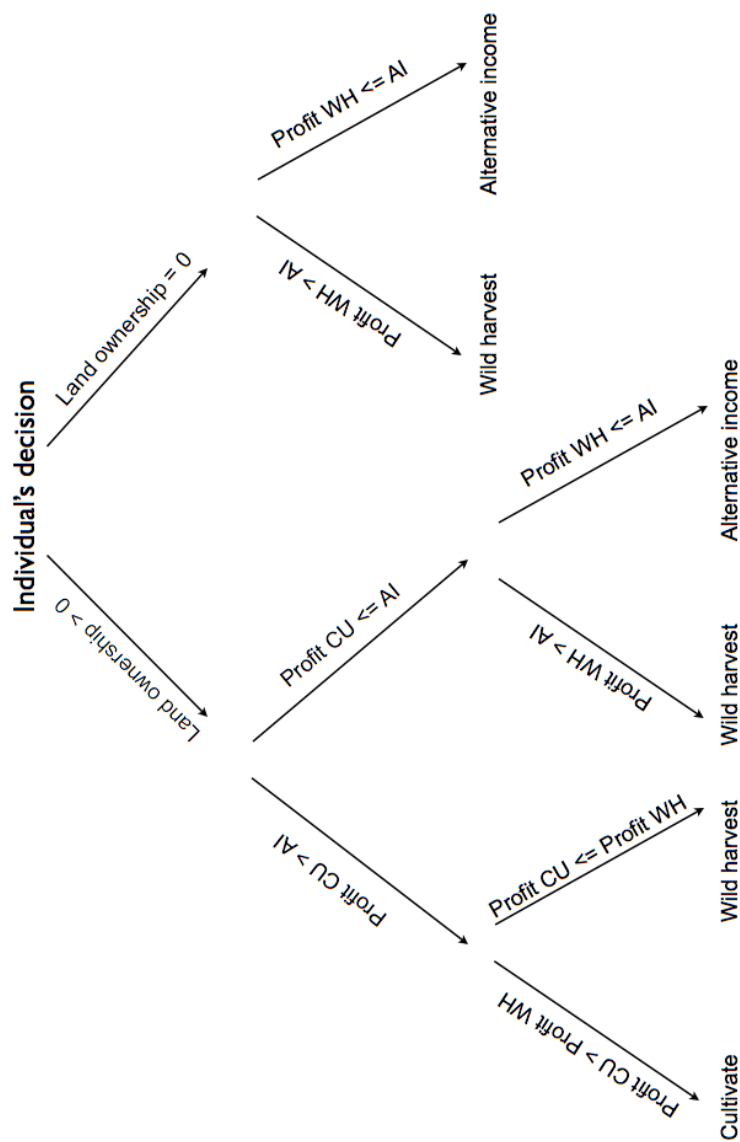 Individual's decision
Land ownership > 0
Land ownership = 0
Profit CU > AI
Profit CU <= AI
Profit WH > AI
Profit WH <= AI
Profit CU > Profit WH
Profit CU <= Profit WH
Profit WH > AI
Profit WH <= AI
Wild harvest
Alternative income
Cultivate
Wild harvest
Wild harvest
Alternative income